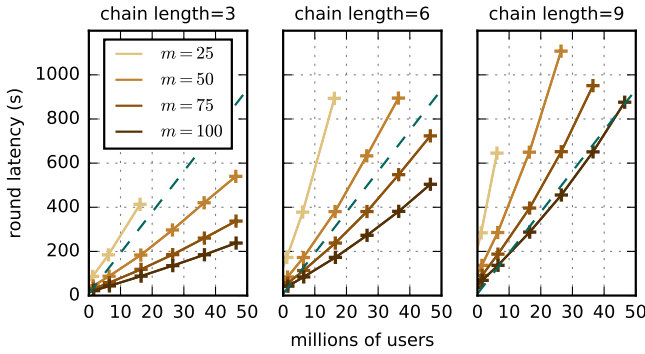 chain length=3 chain length=6 chain length=9
round latency (s)
1000
800
600
400
200
0
m = 25
m = 50
m = 75
m = 100
0 10 20 30 40 50 0 10 20 30 40 50 0 10 20 30 40 50
millions of users